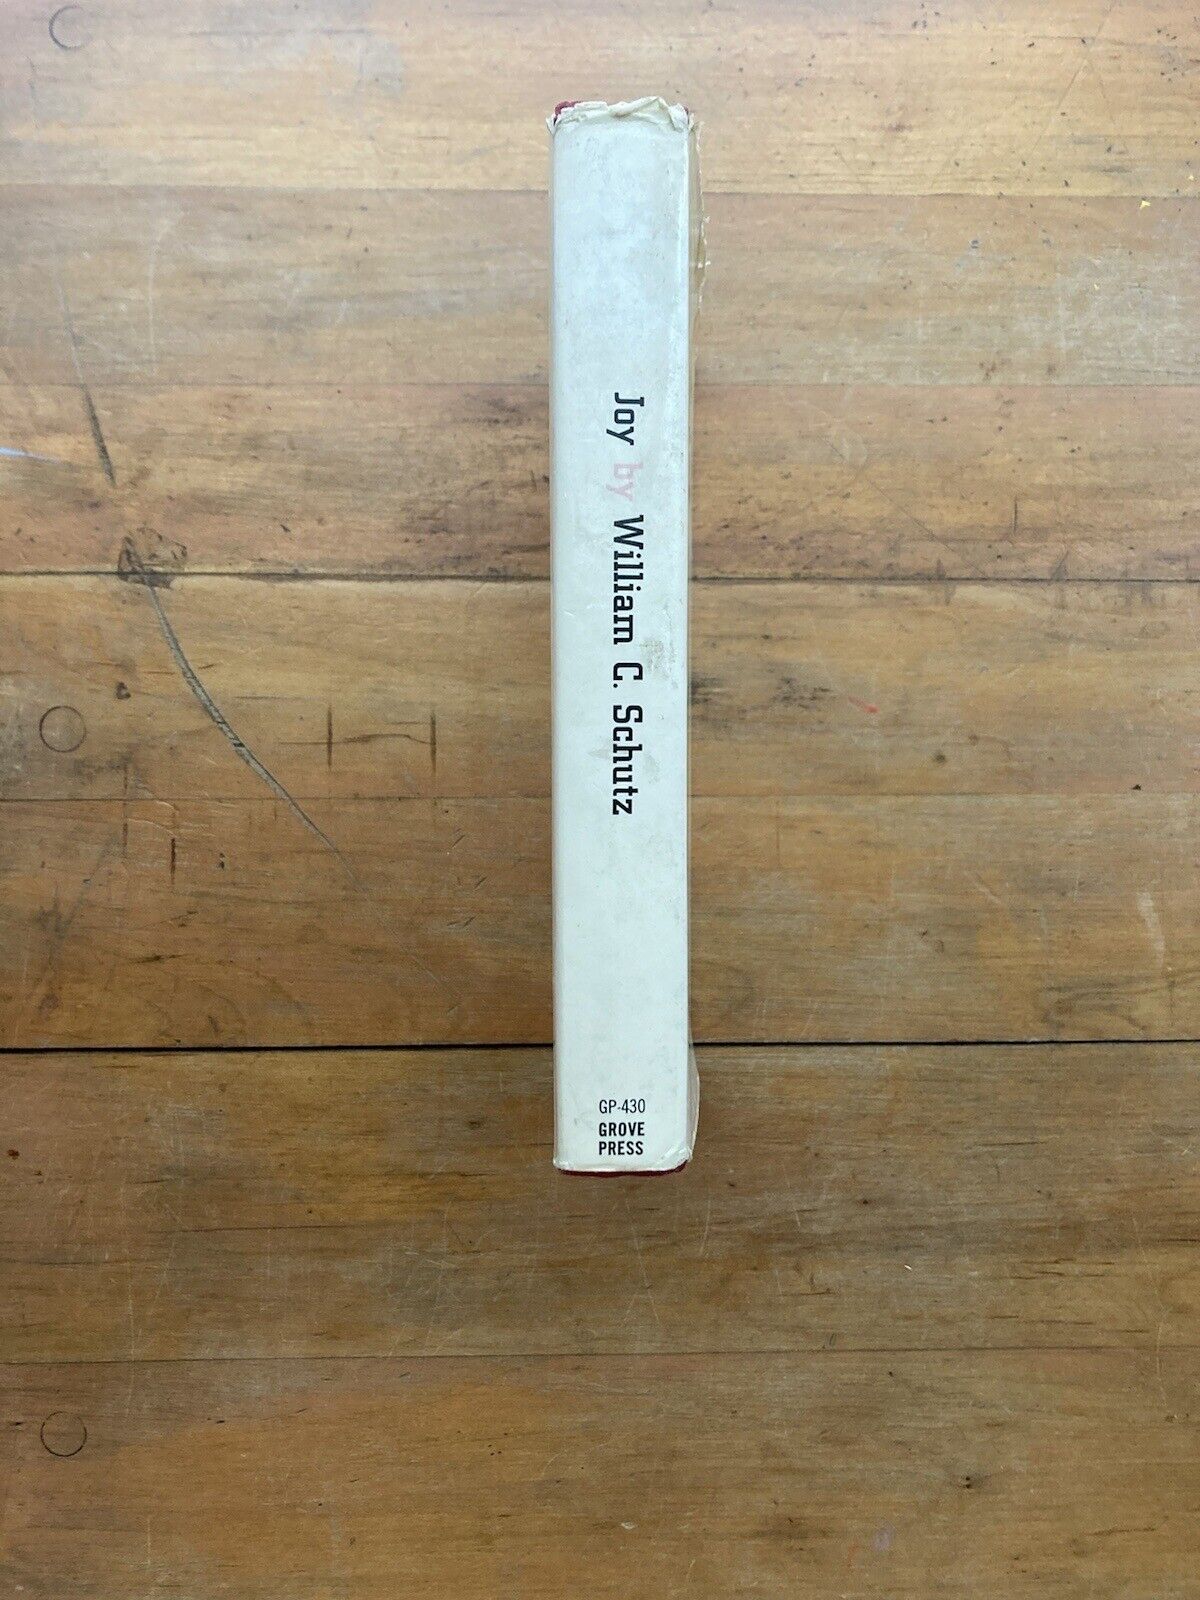 Joy by William C. Schutz
GP-430
GROVE
PRESS